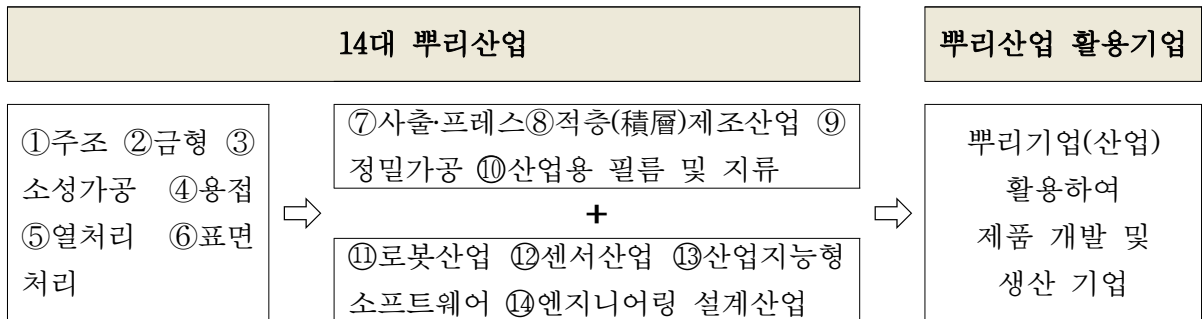 14대 뿌리산업
뿌리산업 활용기업
①주조 ②금형 ③
소성가공 ④용접
⑤열처리 ⑥표면
처리
⑦사출·프레스⑧적층(積層)제조산업 ⑨
정밀가공 ⑩산업용 필름 및 지류
+
⑪로봇산업 ⑫센서산업 ⑬산업지능형
소프트웨어 ⑭엔지니어링 설계산업
뿌리기업(산업)
활용하여
제품 개발 및
생산 기업